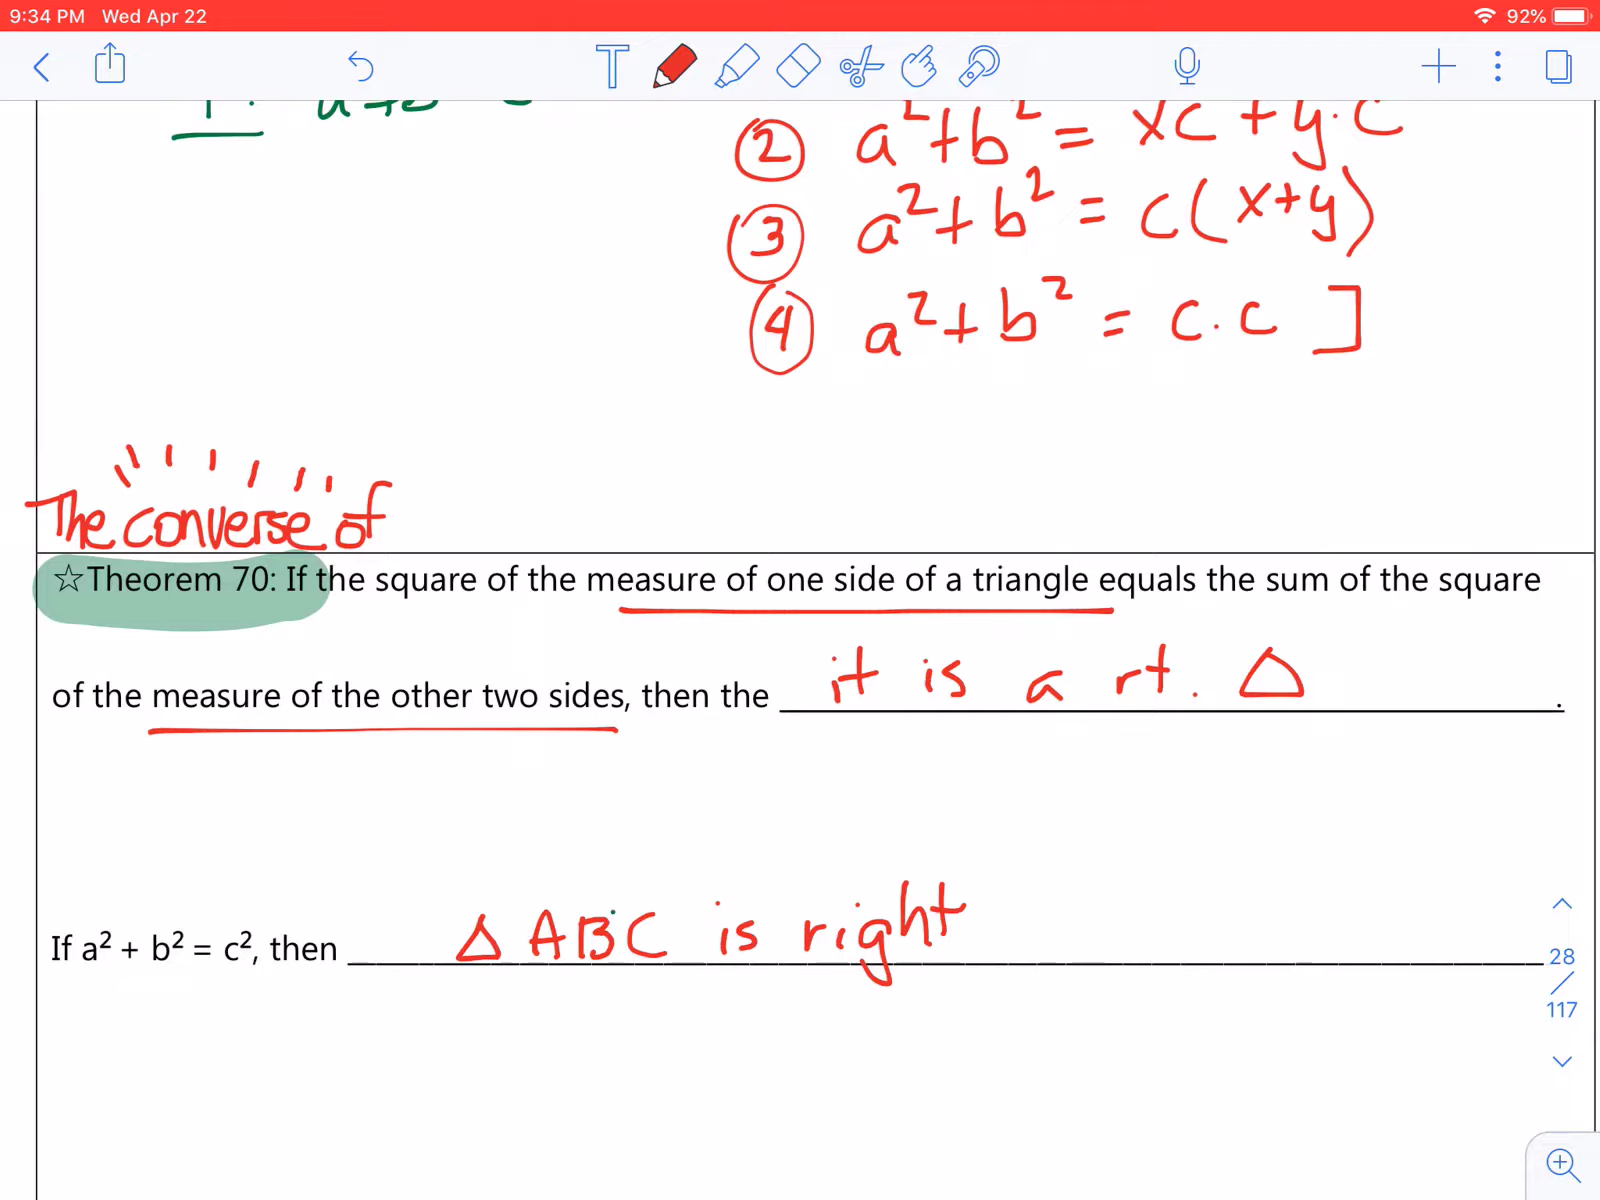 9:34 PM Wed Apr 22 92%
② a² + b² = xc + y·c
③ a² + b² = c(x+y)
④ a² + b² = c·c ]
The converse of
☆Theorem 70: If the square of the measure of one side of a triangle equals the sum of the square
of the measure of the other two sides, then the it is a rt. △.
If a² + b² = c², then △ ABC is right
28
/
117